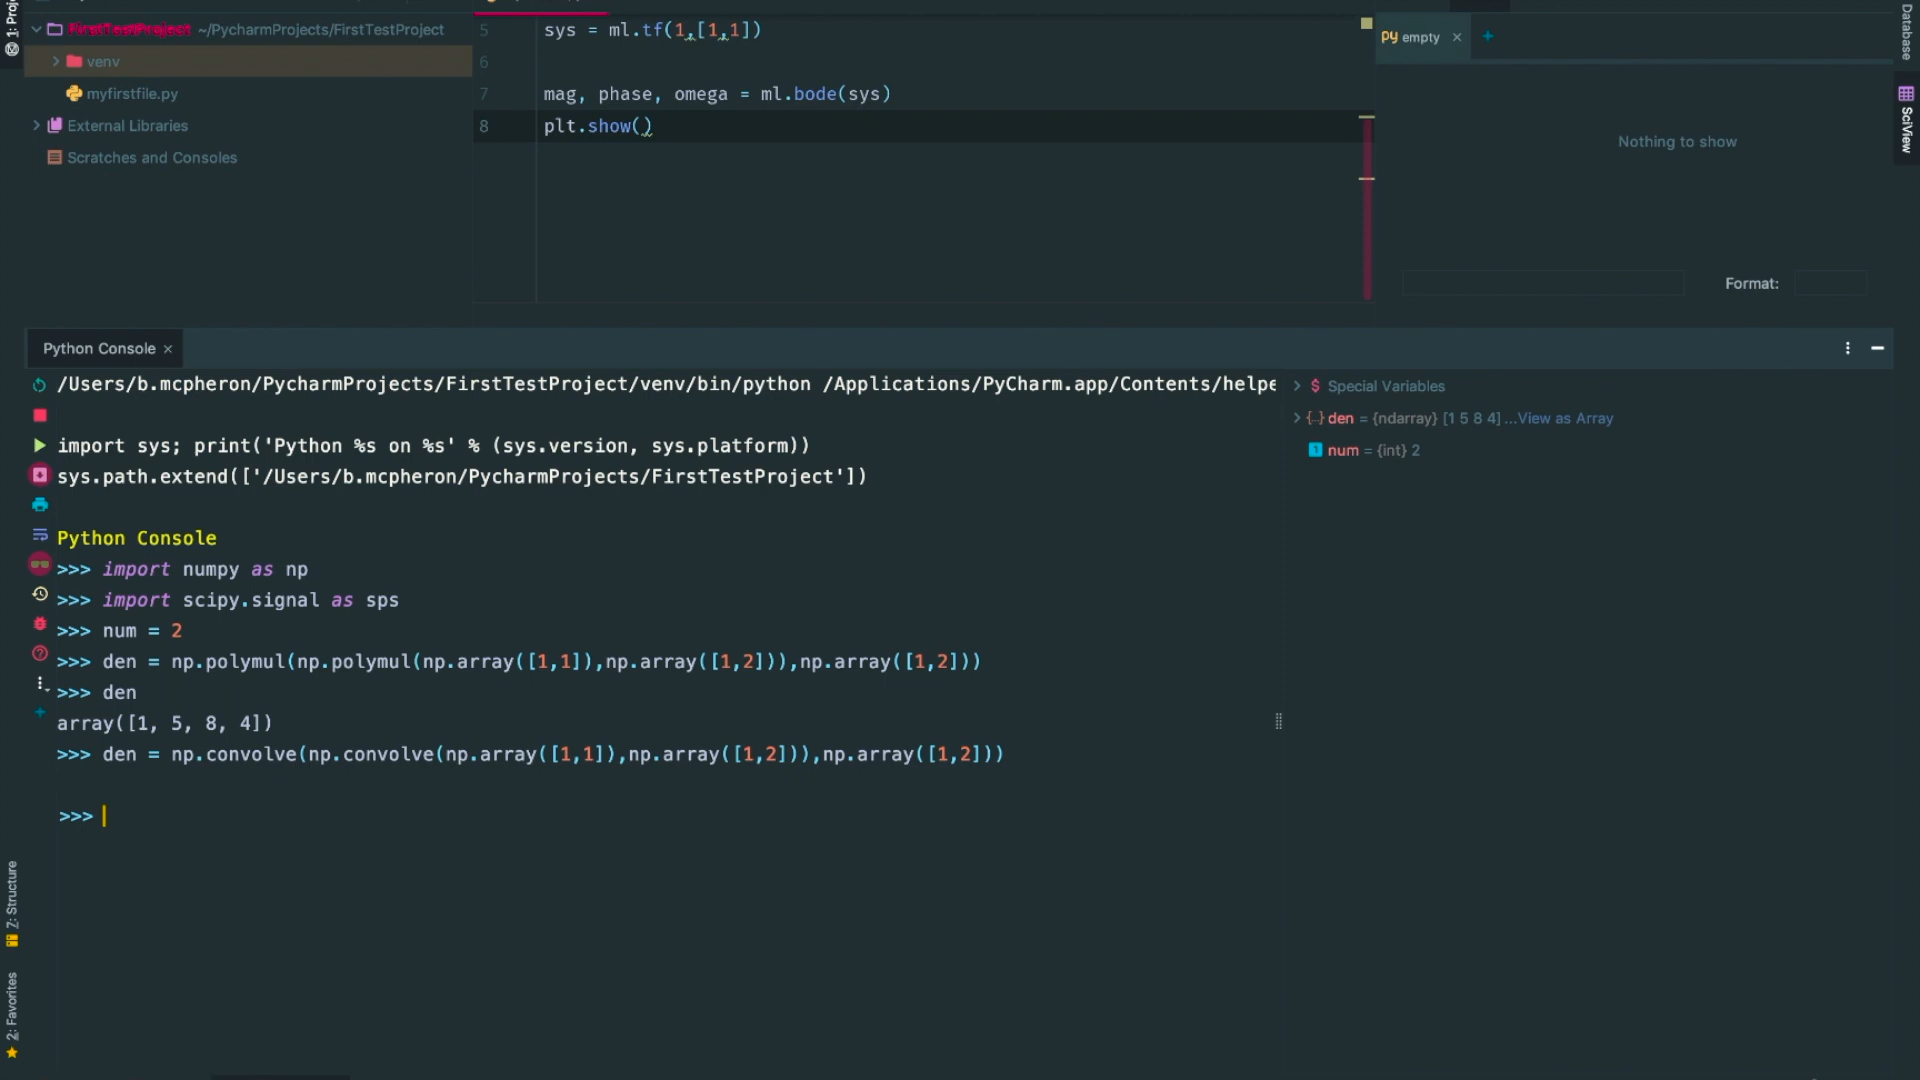 1: Proj
FirstTestProject ~/PycharmProjects/FirstTestProject
venv
myfirstfile.py
External Libraries
Scratches and Consoles
5 sys = ml.tf(1,[1,1])
6
7 mag, phase, omega = ml.bode(sys)
8 plt.show()
empty
Nothing to show
Format:
Database
SciView
Python Console
/Users/b.mcpheron/PycharmProjects/FirstTestProject/venv/bin/python /Applications/PyCharm.app/Contents/helpe
import sys; print('Python %s on %s' % (sys.version, sys.platform))
sys.path.extend(['/Users/b.mcpheron/PycharmProjects/FirstTestProject'])
Python Console
>>> import numpy as np
>>> import scipy.signal as sps
>>> num = 2
>>> den = np.polymul(np.polymul(np.array([1,1]),np.array([1,2])),np.array([1,2]))
>>> den
array([1, 5, 8, 4])
>>> den = np.convolve(np.convolve(np.array([1,1]),np.array([1,2])),np.array([1,2]))
>>>
Special Variables
den = {ndarray} [1 5 8 4] ...View as Array
num = {int} 2
7: Structure
2: Favorites